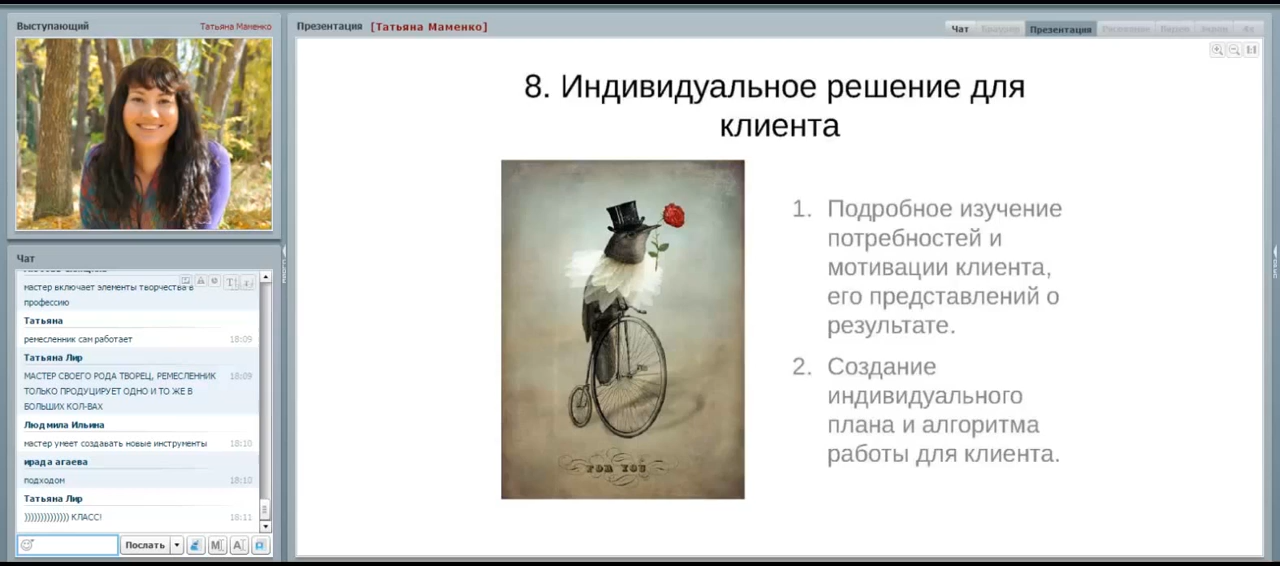 Выступающий
Татьяна Маменко
Презентация [Татьяна Маменко]
Чат
Презентация
8. Индивидуальное решение для
клиента
1. Подробное изучение
потребностей и
мотивации клиента,
его представлений о
результате.
2. Создание
индивидуального
плана и алгоритма
работы для клиента.
FOR YOU
Чат
мастер включает элементы творчества в
профессию
Татьяна
ремесленник сам работает 18:09
Татьяна Лир
МАСТЕР СВОЕГО РОДА ТВОРЕЦ, РЕМЕСЛЕННИК 18:09
ТОЛЬКО ПРОДУЦИРУЕТ ОДНО И ТО ЖЕ В
БОЛЬШИХ КОЛ-ВАХ
Людмила Ильина
мастер умеет создавать новые инструменты 18:10
ирада агаева
подходом 18:10
Татьяна Лир
)))))))))))))) КЛАСС! 18:11
Послать